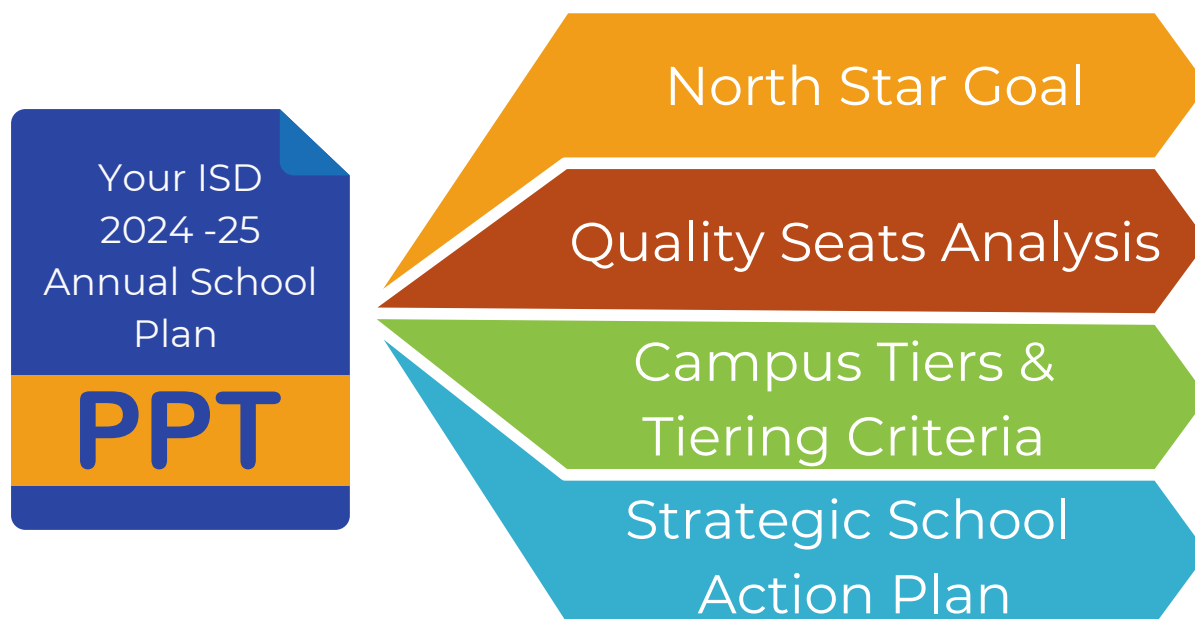 Your ISD
2024 -25
Annual School
Plan
PPT
North Star Goal
Quality Seats Analysis
Campus Tiers &
Tiering Criteria
Strategic School
Action Plan